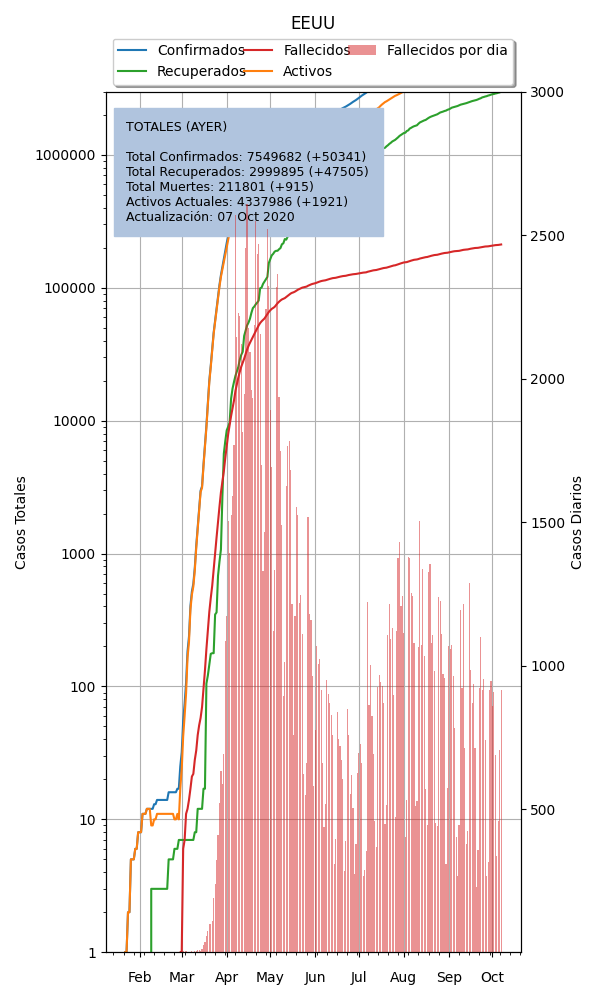 EEUU
Confirmados Fallecidos Fallecidos por dia
Recuperados Activos
TOTALES (AYER)
Total Confirmados: 7549682 (+50341)
Total Recuperados: 2999895 (+47505)
Total Muertes: 211801 (+915)
Activos Actuales: 4337986 (+1921)
Actualización: 07 Oct 2020
Casos Totales
1000000
100000
10000
1000
100
10
1
3000
2500
2000
1500
1000
500
Casos Diarios
Feb Mar Apr May Jun Jul Aug Sep Oct